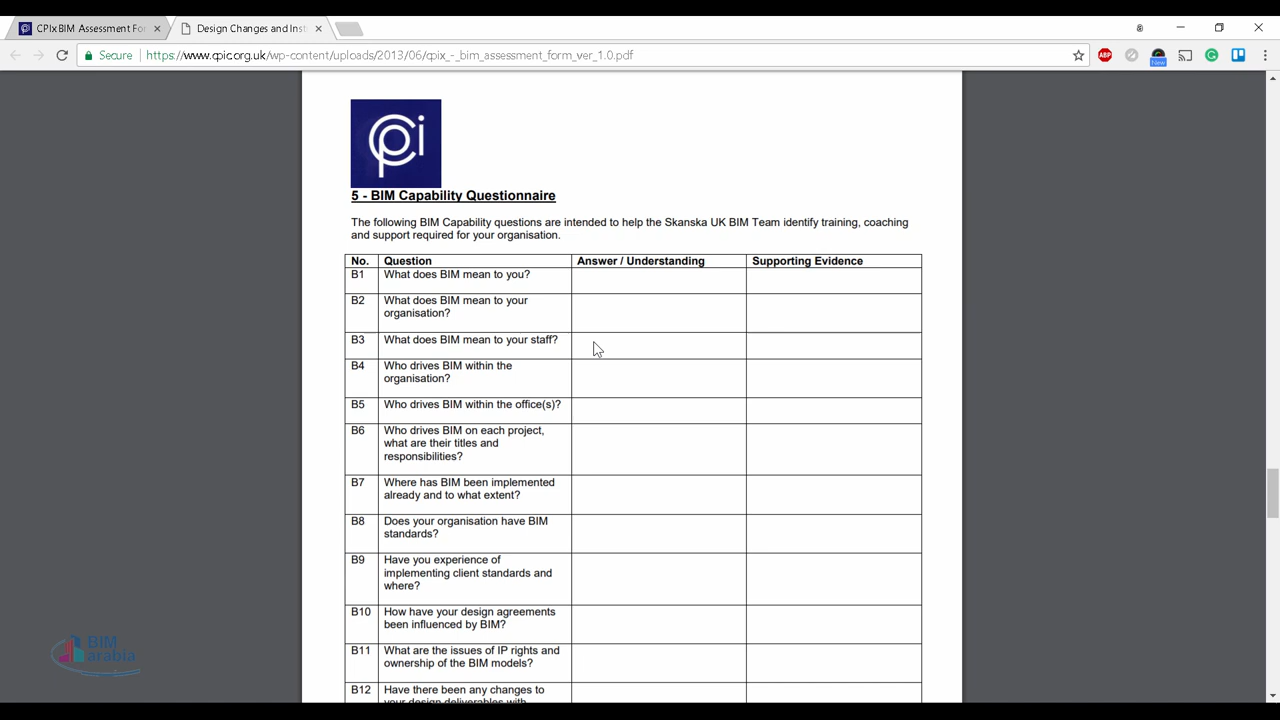 CPIx BIM Assessment For
Design Changes and Inst
Secure
https://www.cpic.org.uk/wp-content/uploads/2013/06/cpix_-_bim_assessment_form_ver_1.0.pdf
ABP
New
cpi
5 - BIM Capability Questionnaire
The following BIM Capability questions are intended to help the Skanska UK BIM Team identify training, coaching
and support required for your organisation.
No. Question Answer / Understanding Supporting Evidence
B1 What does BIM mean to you?
B2 What does BIM mean to your
organisation?
B3 What does BIM mean to your staff?
B4 Who drives BIM within the
organisation?
B5 Who drives BIM within the office(s)?
B6 Who drives BIM on each project,
what are their titles and
responsibilities?
B7 Where has BIM been implemented
already and to what extent?
B8 Does your organisation have BIM
standards?
B9 Have you experience of
implementing client standards and
where?
B10 How have your design agreements
been influenced by BIM?
B11 What are the issues of IP rights and
ownership of the BIM models?
B12 Have there been any changes to
your design deliverables with
BIM
arabia